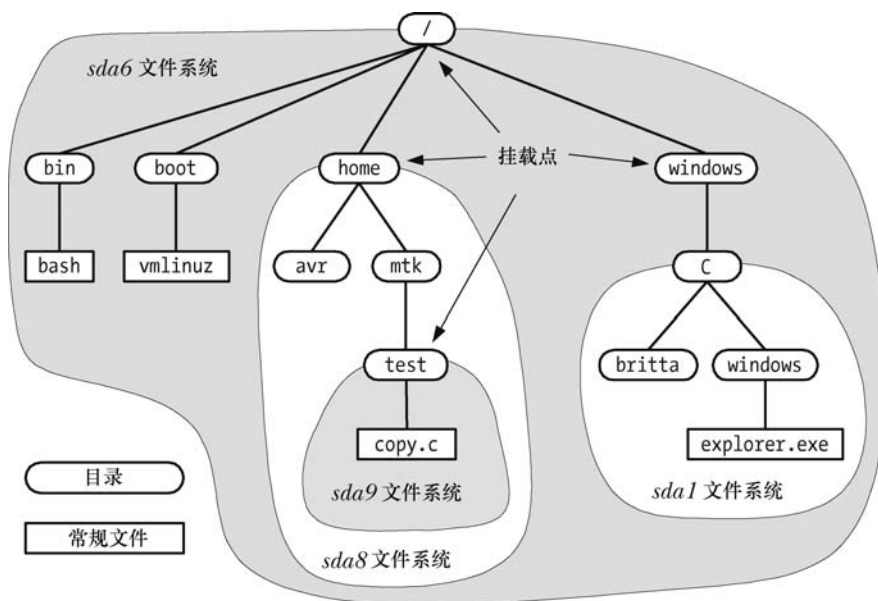 /
sda6 文件系统
挂载点
bin
boot
home
windows
bash
vmlinuz
avr
mtk
C
test
britta
windows
copy.c
explorer.exe
目录
sda9 文件系统
sda1 文件系统
常规文件
sda8 文件系统